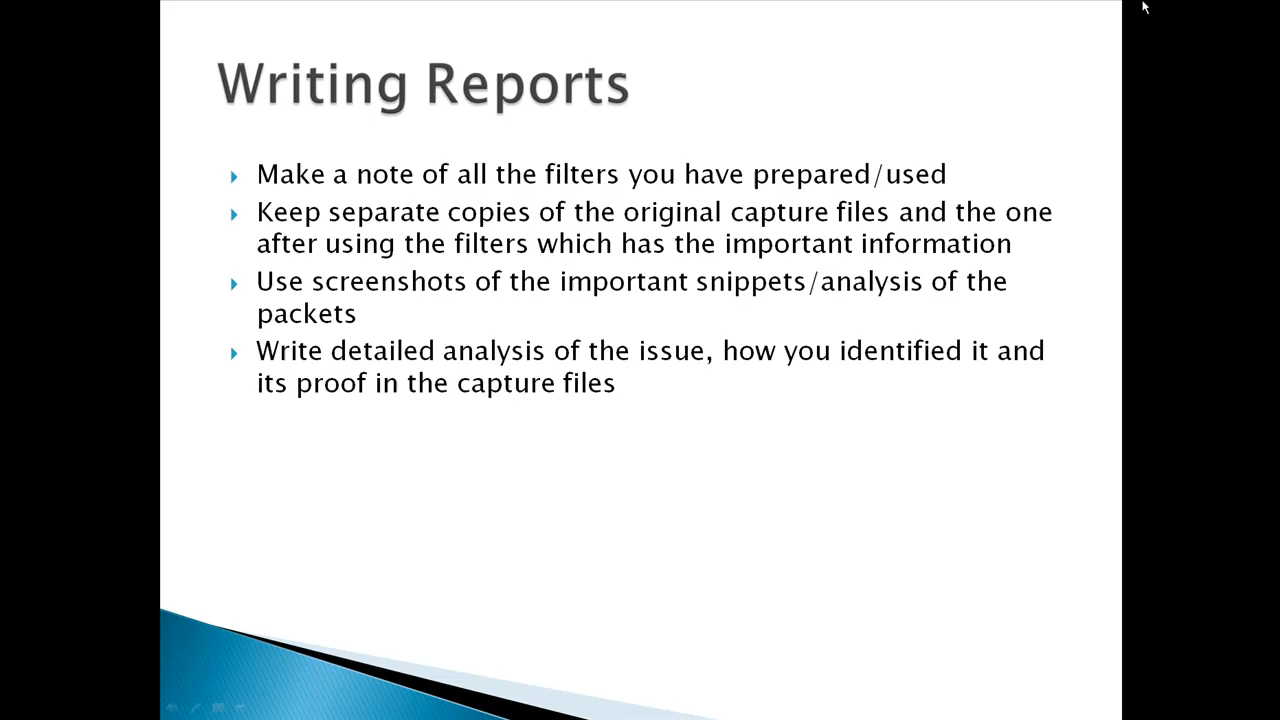 Writing Reports
Make a note of all the filters you have prepared/used
Keep separate copies of the original capture files and the one
after using the filters which has the important information
Use screenshots of the important snippets/analysis of the
packets
Write detailed analysis of the issue, how you identified it and
its proof in the capture files